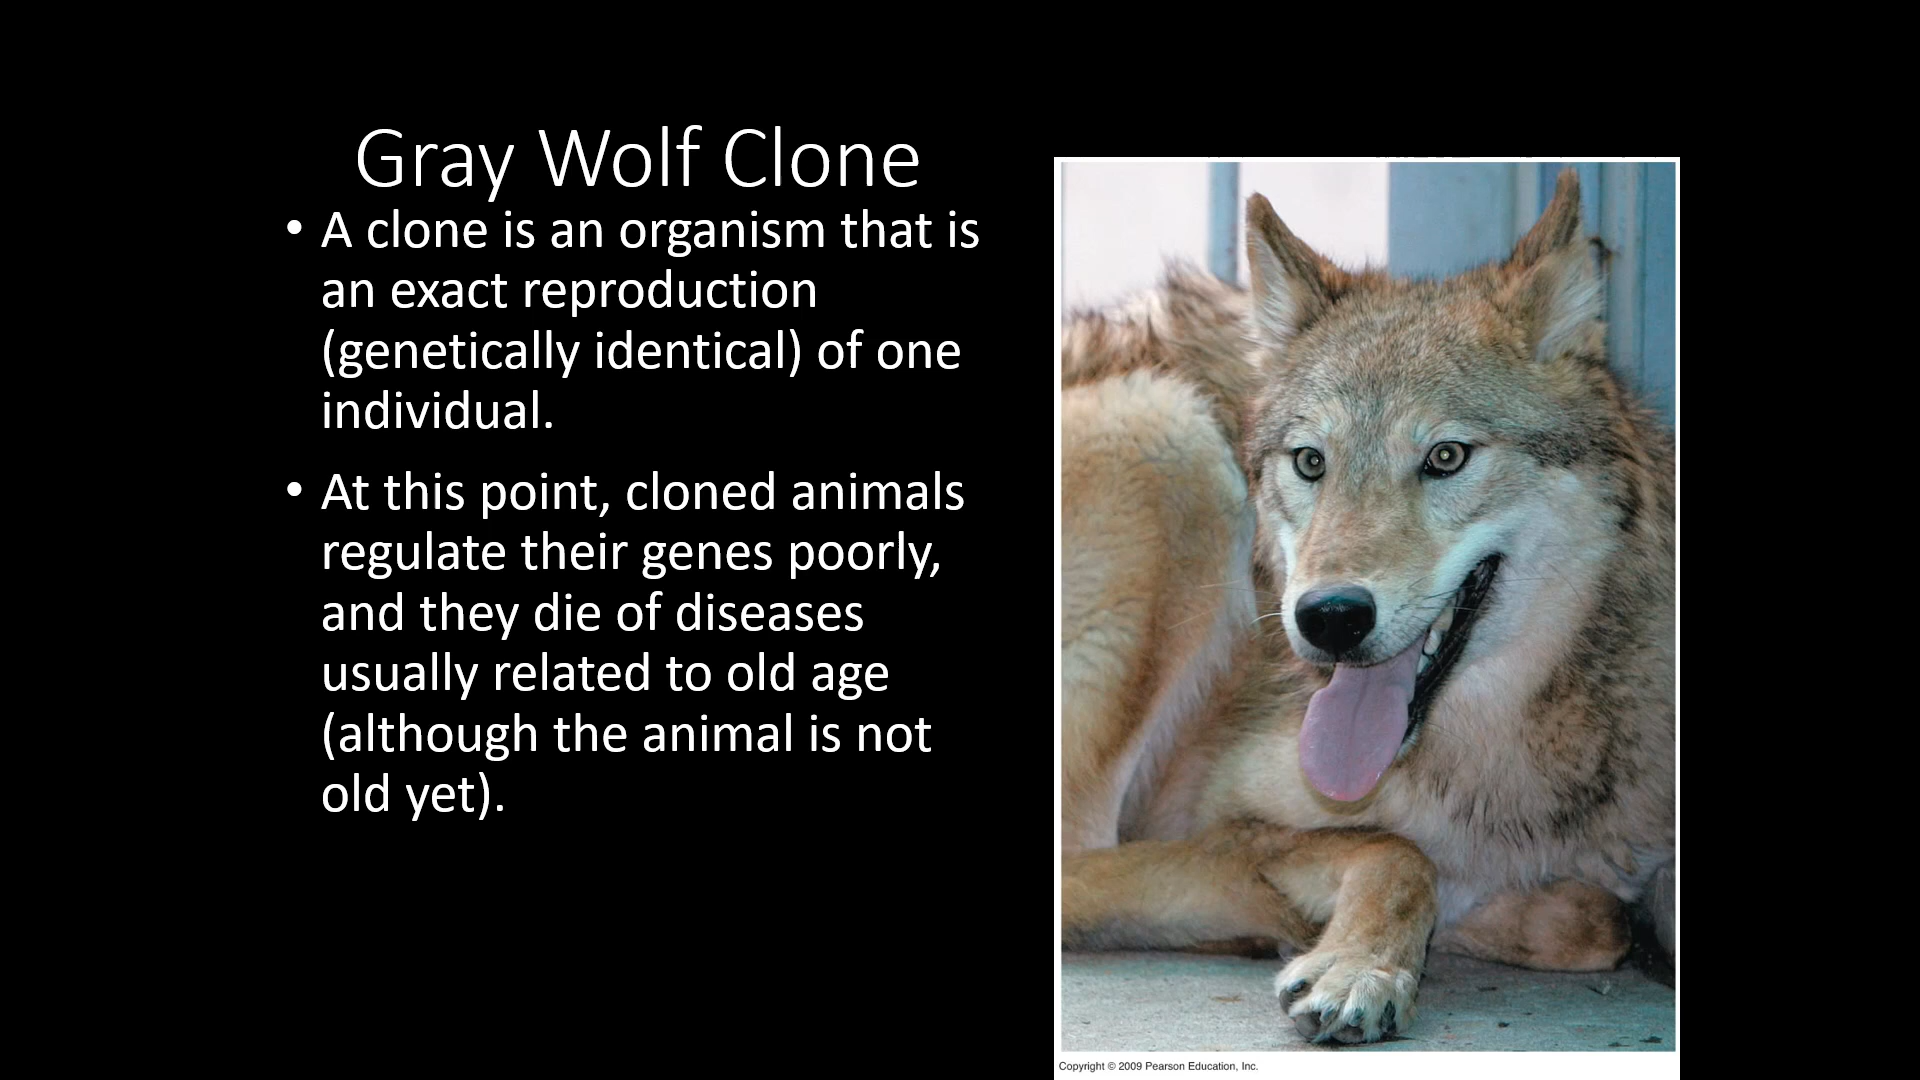 Gray Wolf Clone
• A clone is an organism that is
an exact reproduction
(genetically identical) of one
individual.
• At this point, cloned animals
regulate their genes poorly,
and they die of diseases
usually related to old age
(although the animal is not
old yet).
Copyright © 2009 Pearson Education, Inc.